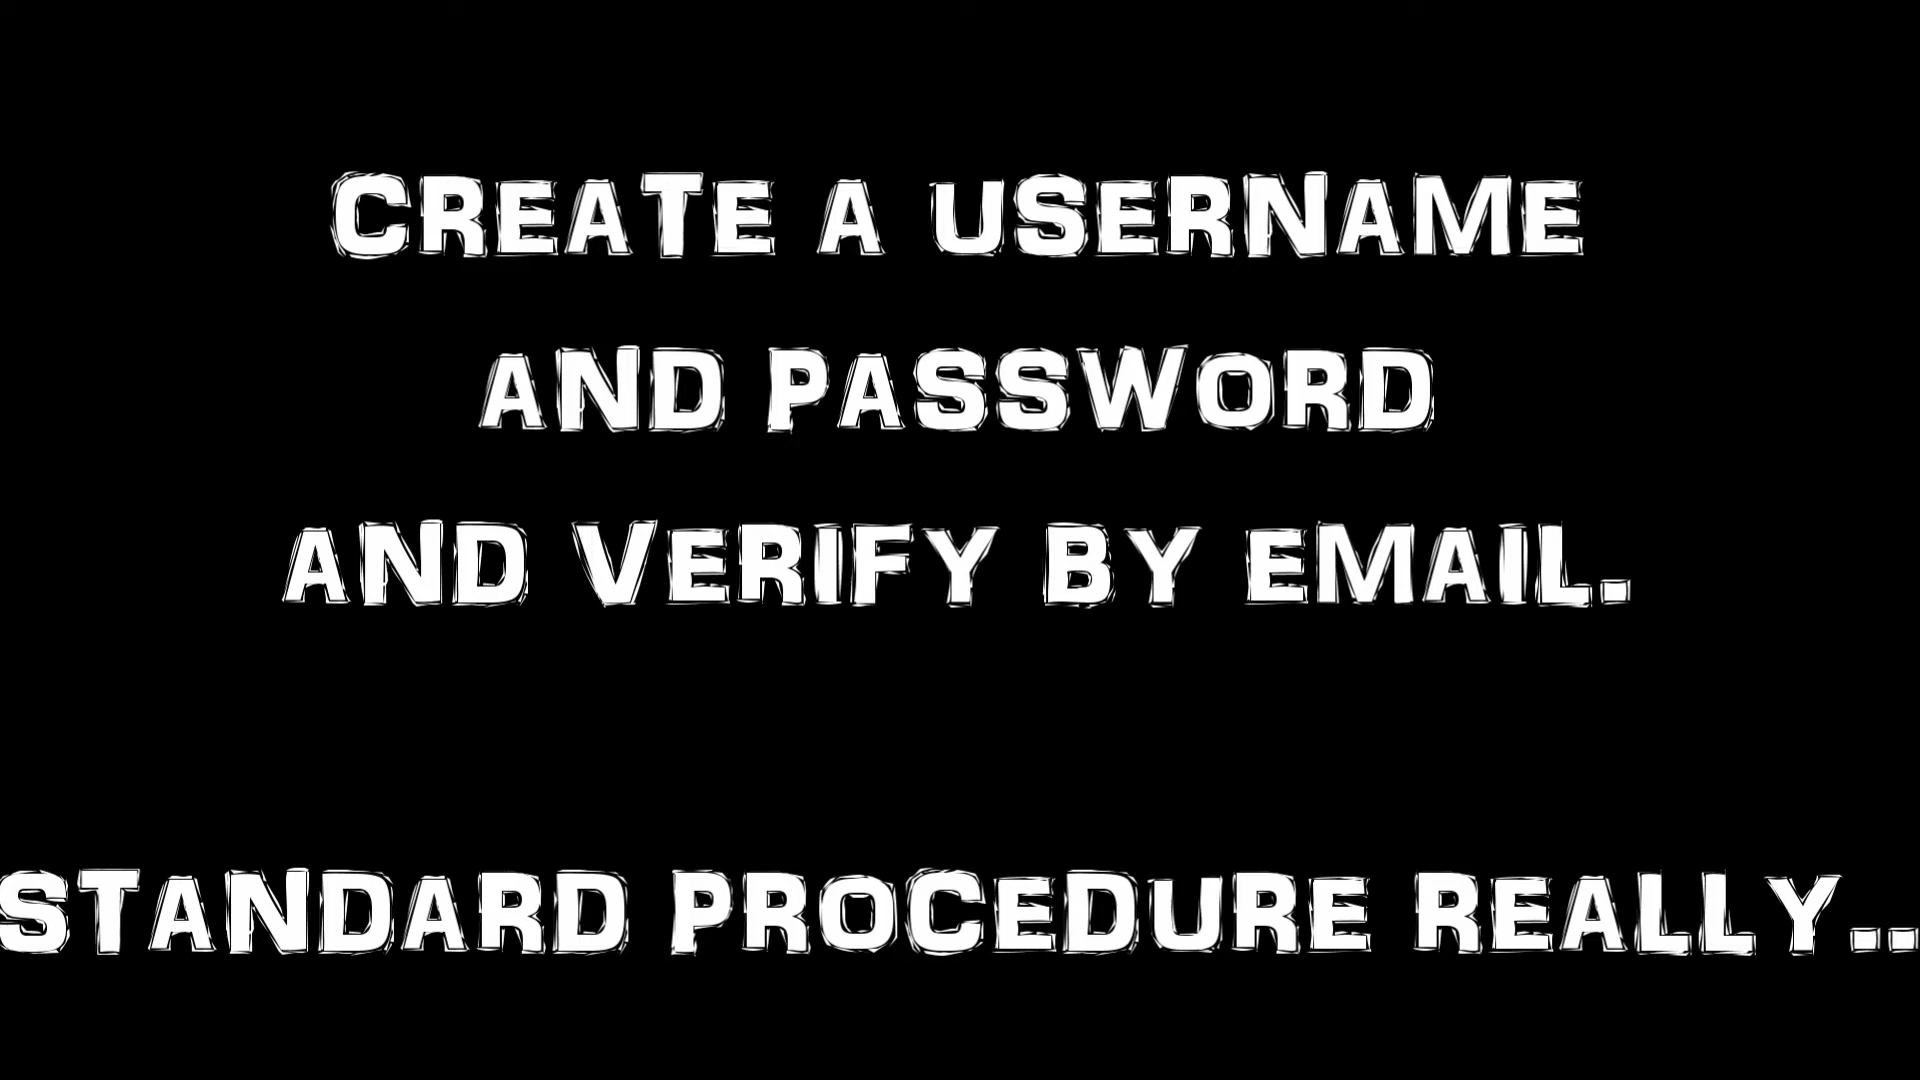 CREATE A USERNAME
AND PASSWORD
AND VERIFY BY EMAIL.
STANDARD PROCEDURE REALLY..